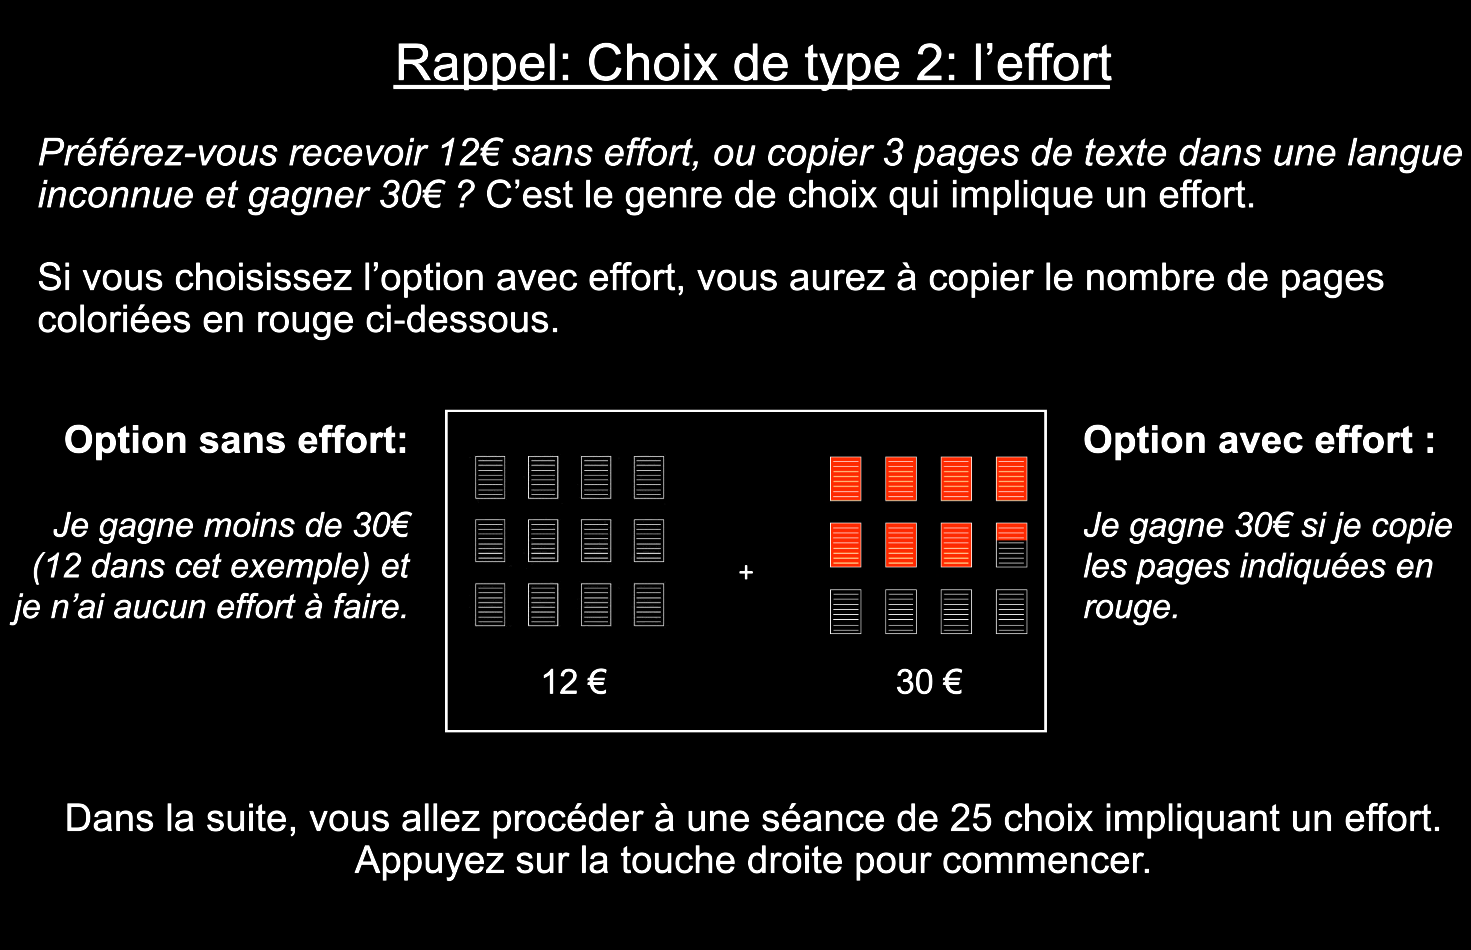 Rappel: Choix de type 2: l’effort
Préférez-vous recevoir 12€ sans effort, ou copier 3 pages de texte dans une langue
inconnue et gagner 30€ ? C’est le genre de choix qui implique un effort.
Si vous choisissez l’option avec effort, vous aurez à copier le nombre de pages
coloriées en rouge ci-dessous.
Option sans effort:
Je gagne moins de 30€
(12 dans cet exemple) et
je n’ai aucun effort à faire.
+
12 €
30 €
Option avec effort :
Je gagne 30€ si je copie
les pages indiquées en
rouge.
Dans la suite, vous allez procéder à une séance de 25 choix impliquant un effort.
Appuyez sur la touche droite pour commencer.